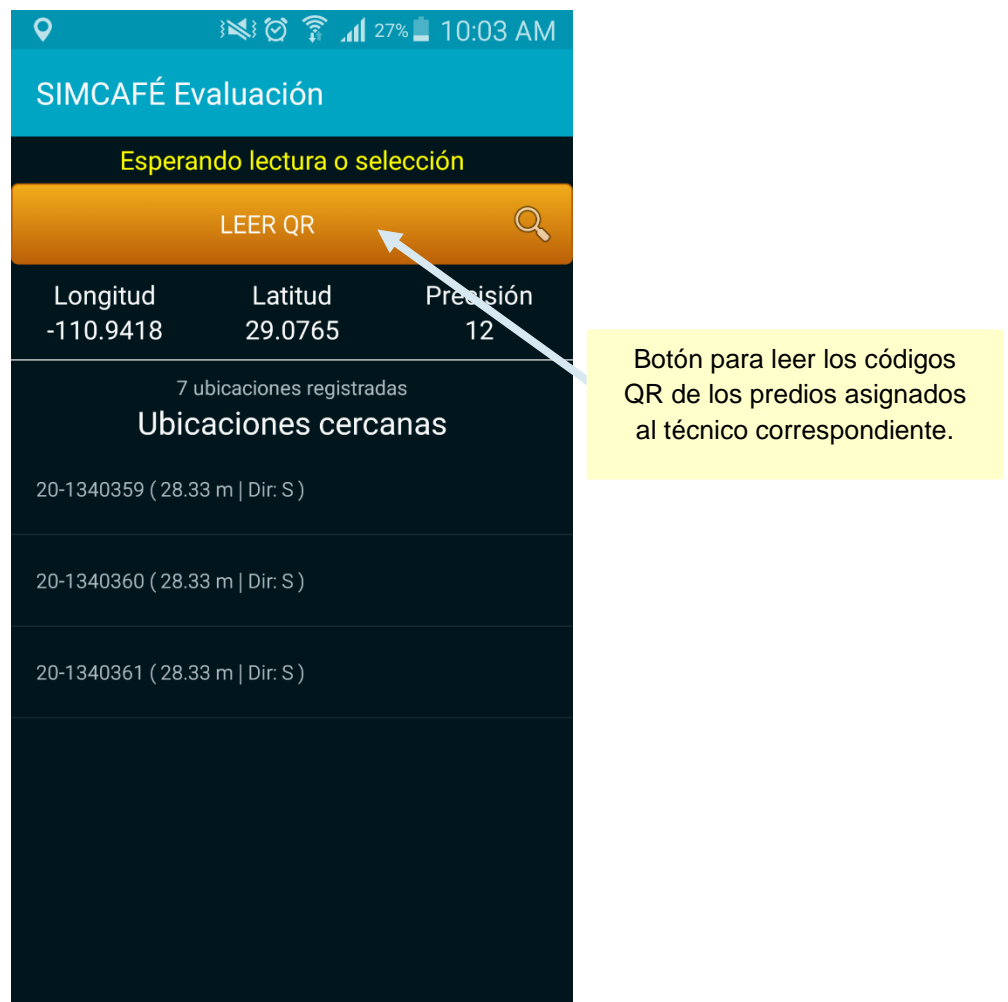 27% 10:03 AM
SIMCAFÉ Evaluación
Esperando lectura o selección
LEER QR
Longitud Latitud Precisión
-110.9418 29.0765 12
7 ubicaciones registradas
Ubicaciones cercanas
20-1340359 ( 28.33 m | Dir: S )
20-1340360 ( 28.33 m | Dir: S )
20-1340361 ( 28.33 m | Dir: S )
Botón para leer los códigos
QR de los predios asignados
al técnico correspondiente.